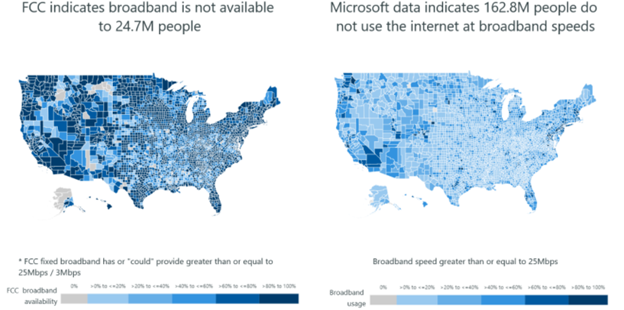 FCC indicates broadband is not available
to 24.7M people
Microsoft data indicates 162.8M people do
not use the internet at broadband speeds
* FCC fixed broadband has or "could" provide greater than or equal to
25Mbps / 3Mbps
Broadband speed greater than or equal to 25Mbps
FCC broadband
availability
0% >0% to <=20% >20% to <=40% >40% to <=60% >60% to <=80% >80% to 100%
Broadband
usage
0% >0% to <=20% >20% to <=40% >40% to <=60% >60% to <=80% >80% to 100%